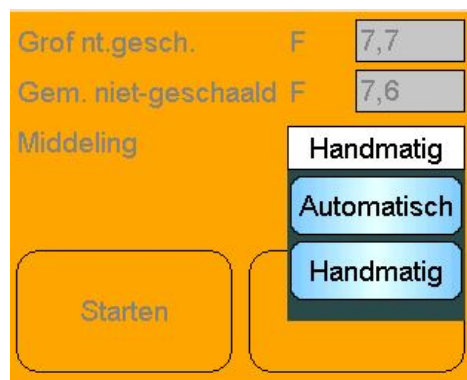 Grof nt.gesch. F 7,7
Gem. niet-geschaald F 7,6
Middeling Handmatig
Automatisch
Handmatig
Starten